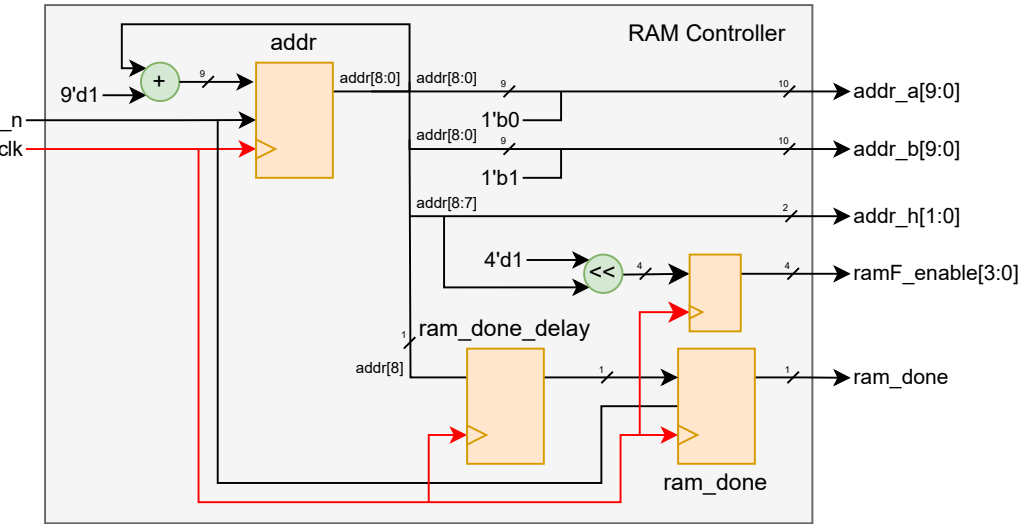 RAM Controller
addr
addr[8:0]
addr[8:0]
9
+
9
10
addr_a[9:0]
9'd1
1'b0
_n
addr[8:0]
clk
9
10
addr_b[9:0]
1'b1
addr[8:7]
2
addr_h[1:0]
4'd1
<<
4
4
ramF_enable[3:0]
1
ram_done_delay
addr[8]
1
1
ram_done
ram_done